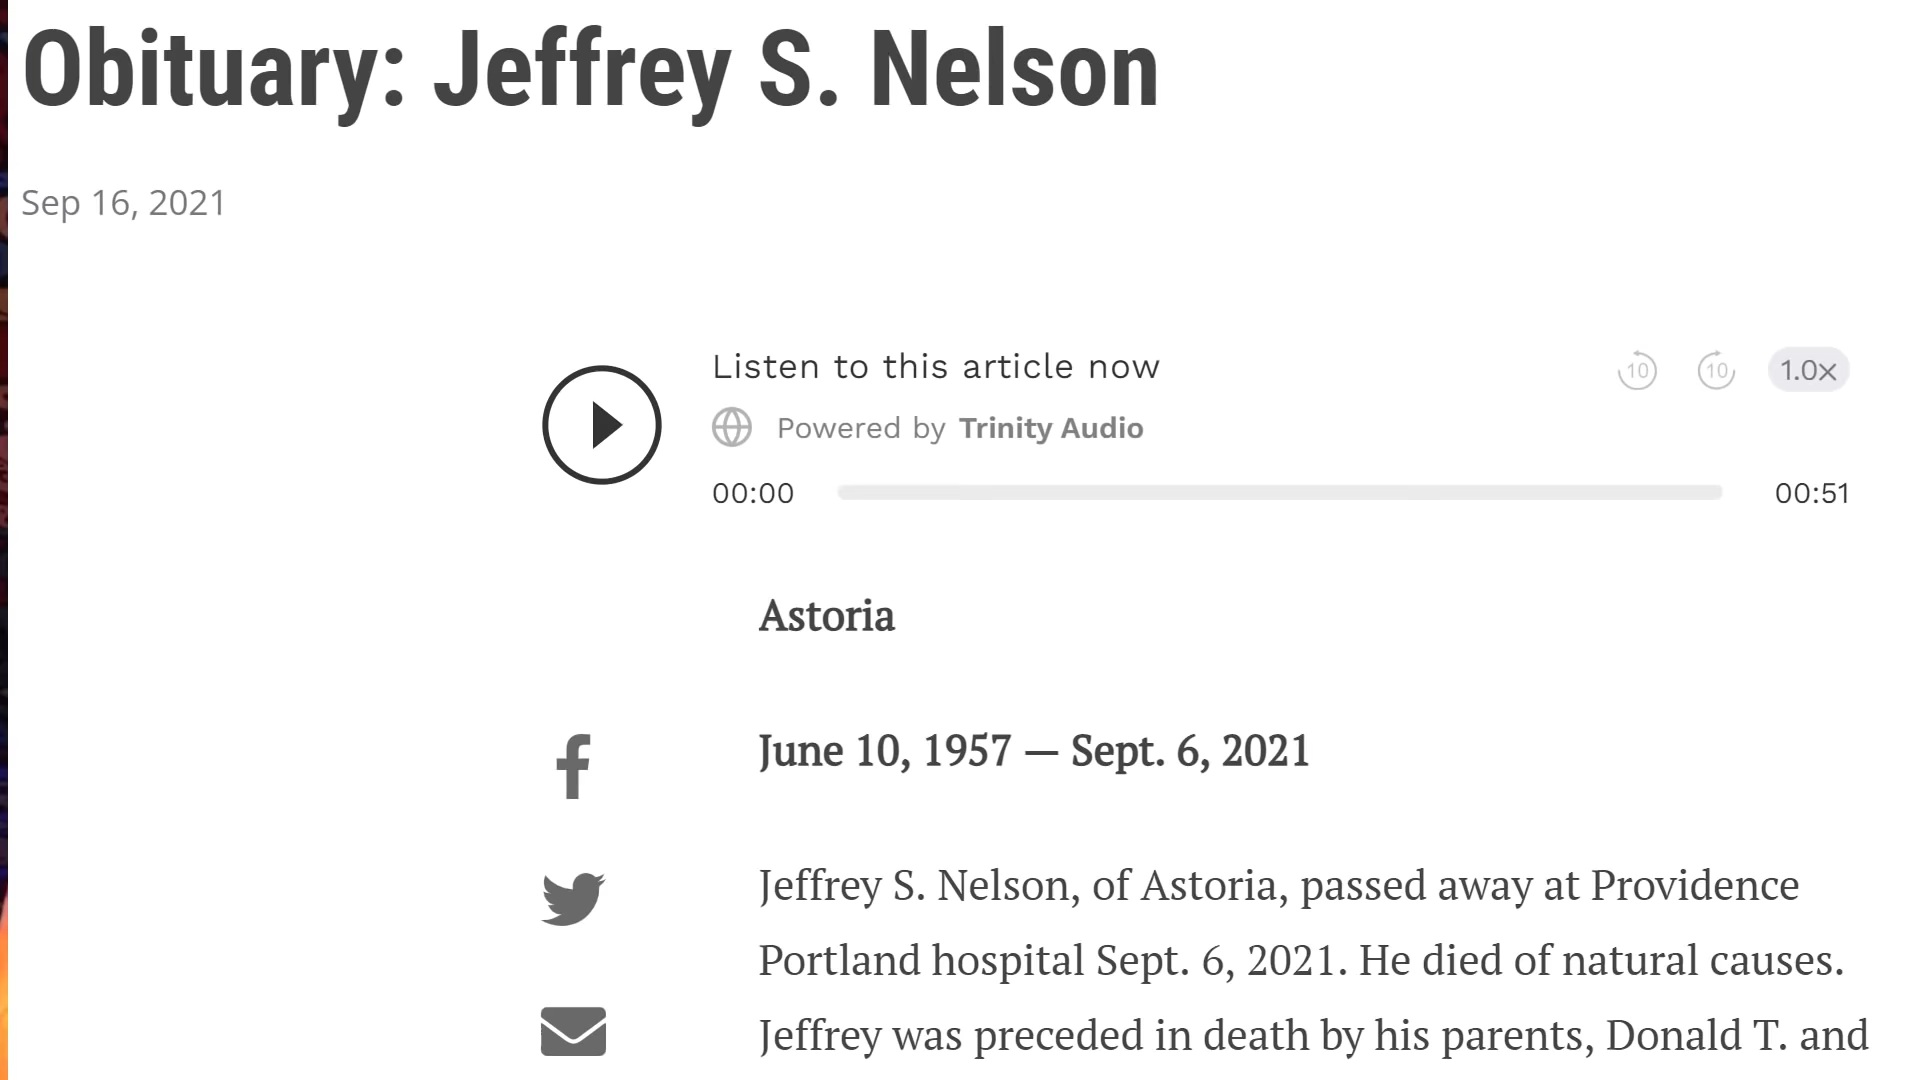 Obituary: Jeffrey S. Nelson
Sep 16, 2021
Listen to this article now
10 10 1.0×
Powered by Trinity Audio
00:00 00:51
Astoria
June 10, 1957 — Sept. 6, 2021
Jeffrey S. Nelson, of Astoria, passed away at Providence
Portland hospital Sept. 6, 2021. He died of natural causes.
Jeffrey was preceded in death by his parents, Donald T. and